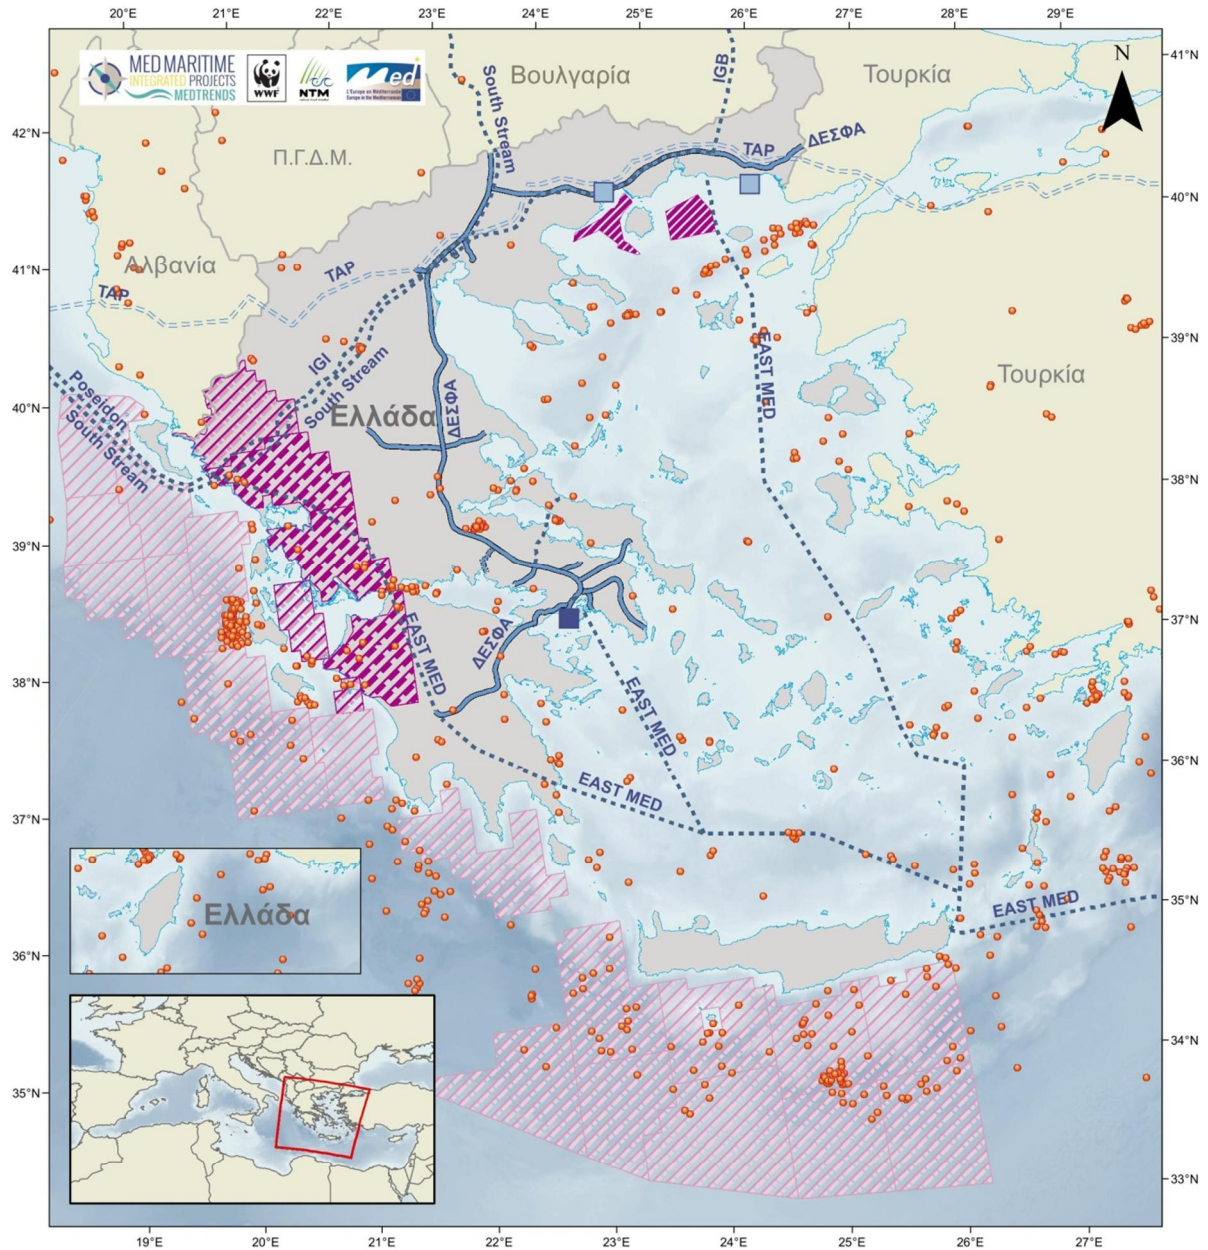 20°E 21°E 22°E 23°E 24°E 25°E 26°E 27°E 28°E 29°E
MED MARITIME
INTEGRATED PROJECTS
MEDTRENDS
WWF
NTM
Med
L'Europe en Méditerranée
Europe in the Mediterranean
South Stream
Βουλγαρία
IGB
Τουρκία
N
41°N
42°N
Π.Γ.Δ.Μ.
South Stream
TAP
ΔΕΣΦΑ
40°N
41°N
Αλβανία
TAP
TAP
39°N
IGI
South Stream
EAST MED
Τουρκία
40°N
Poseidon
South Stream
Ελλάδα
ΔΕΣΦΑ
38°N
39°N
37°N
38°N
EAST MED
ΔΕΣΦΑ
EAST MED
36°N
EAST MED
37°N
Ελλάδα
EAST MED
35°N
36°N
34°N
35°N
33°N
19°E 20°E 21°E 22°E 23°E 24°E 25°E 26°E 27°E